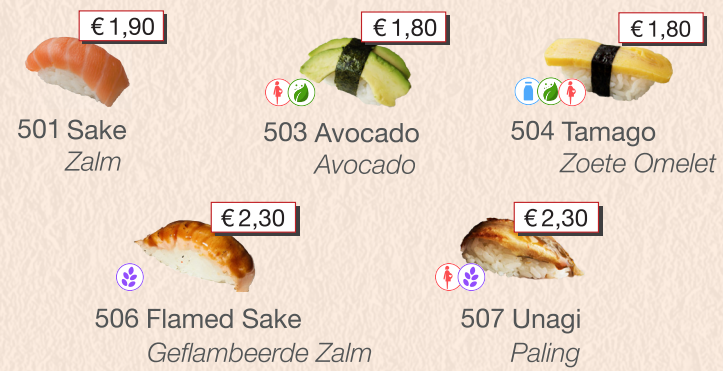 € 1,90
€ 1,80
€ 1,80
501 Sake
Zalm
503 Avocado
Avocado
504 Tamago
Zoete Omelet
€ 2,30
€ 2,30
506 Flamed Sake
Geflambeerde Zalm
507 Unagi
Paling